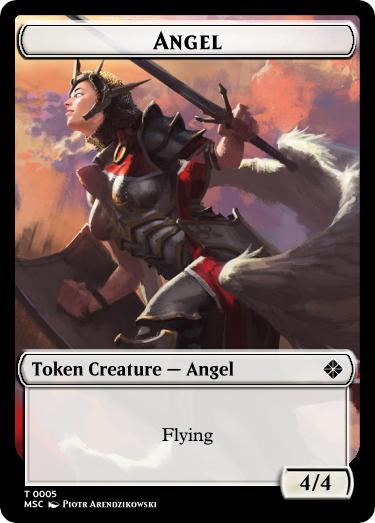 Angel
Token Creature — Angel
Flying
4/4
T 0005
MSC Piotr Arendzikowski